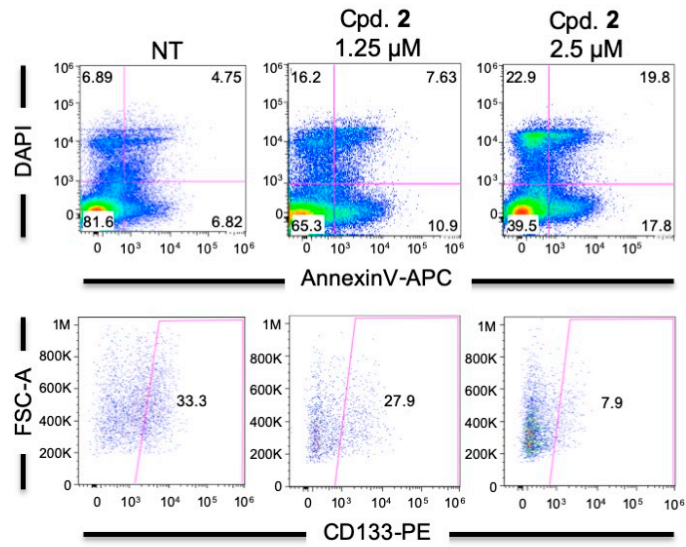 NT
Cpd. 2
1.25 µM
Cpd. 2
2.5 µM
DAPI
10⁶
10⁵
10⁴
10³
0
6.89
4.75
81.6
6.82
0
10³
10⁴
10⁵
10⁶
10⁶
10⁵
10⁴
10³
0
16.2
7.63
65.3
10.9
0
10³
10⁴
10⁵
10⁶
10⁶
10⁵
10⁴
10³
0
22.9
19.8
39.5
17.8
0
10³
10⁴
10⁵
10⁶
AnnexinV-APC
FSC-A
1M
800K
600K
400K
200K
0
33.3
0
10³
10⁴
10⁵
10⁶
1M
800K
600K
400K
200K
0
27.9
0
10³
10⁴
10⁵
10⁶
1M
800K
600K
400K
200K
0
7.9
0
10³
10⁴
10⁵
10⁶
CD133-PE